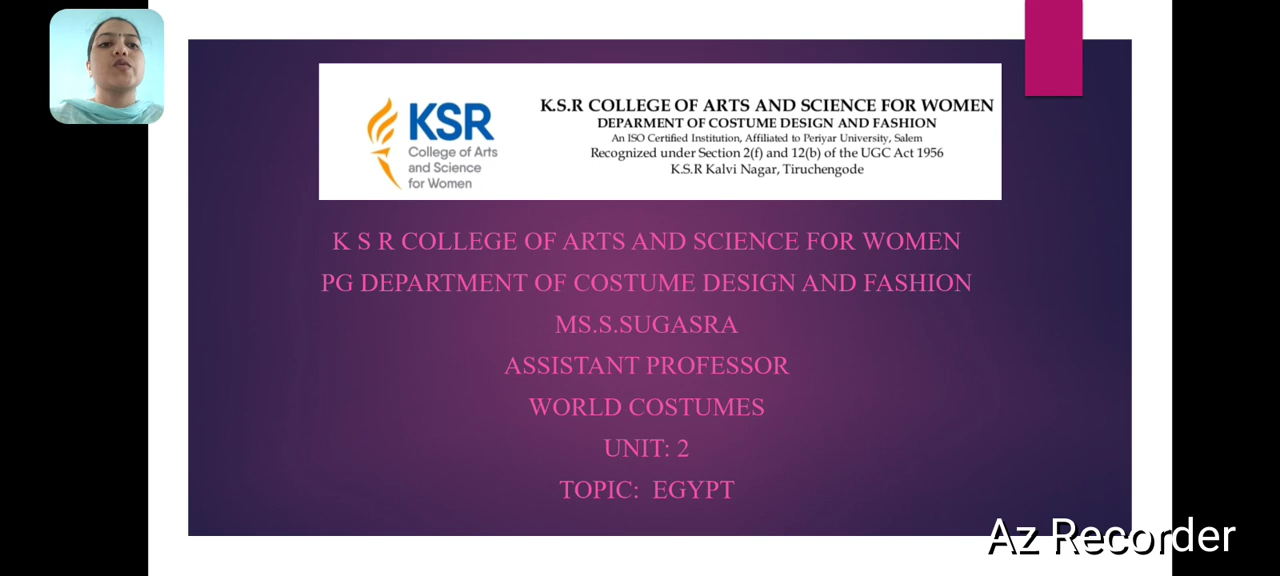 KSR
College of Arts
and Science
for Women
K.S.R COLLEGE OF ARTS AND SCIENCE FOR WOMEN
DEPARMENT OF COSTUME DESIGN AND FASHION
An ISO Certified Institution, Affiliated to Periyar University, Salem
Recognized under Section 2(f) and 12(b) of the UGC Act 1956
K.S.R Kalvi Nagar, Tiruchengode
K S R COLLEGE OF ARTS AND SCIENCE FOR WOMEN
PG DEPARTMENT OF COSTUME DESIGN AND FASHION
MS.S.SUGASRA
ASSISTANT PROFESSOR
WORLD COSTUMES
UNIT: 2
TOPIC: EGYPT
Az Recorder